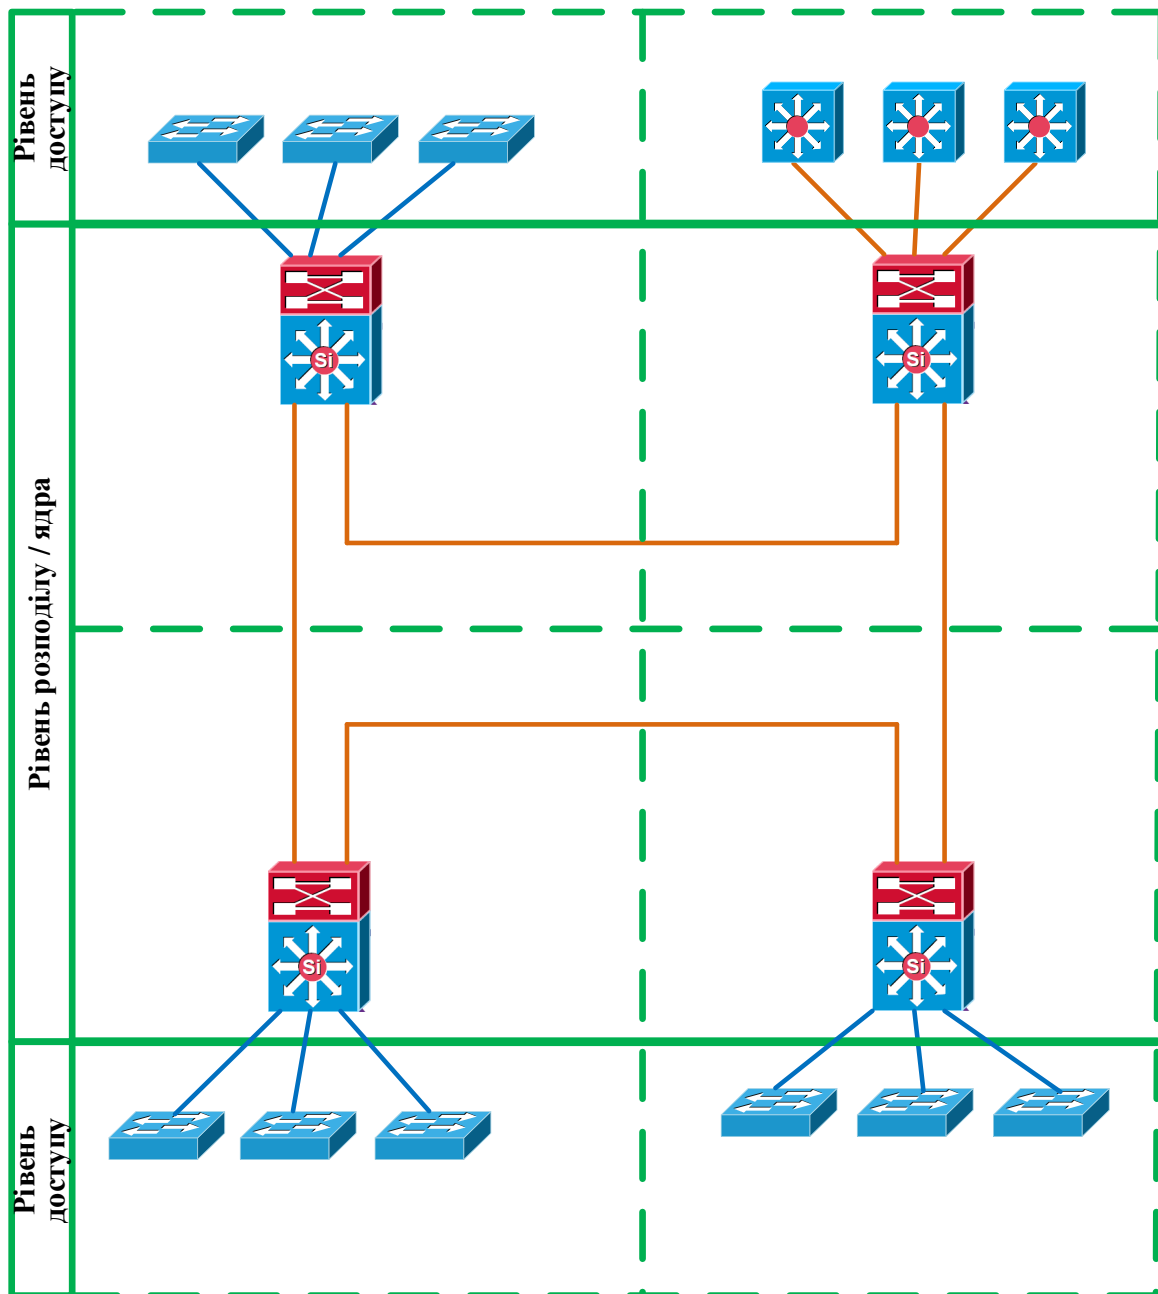 Рівень
доступу
Si
Si
Рівень розподілу / ядра
Si
Si
Рівень
доступу